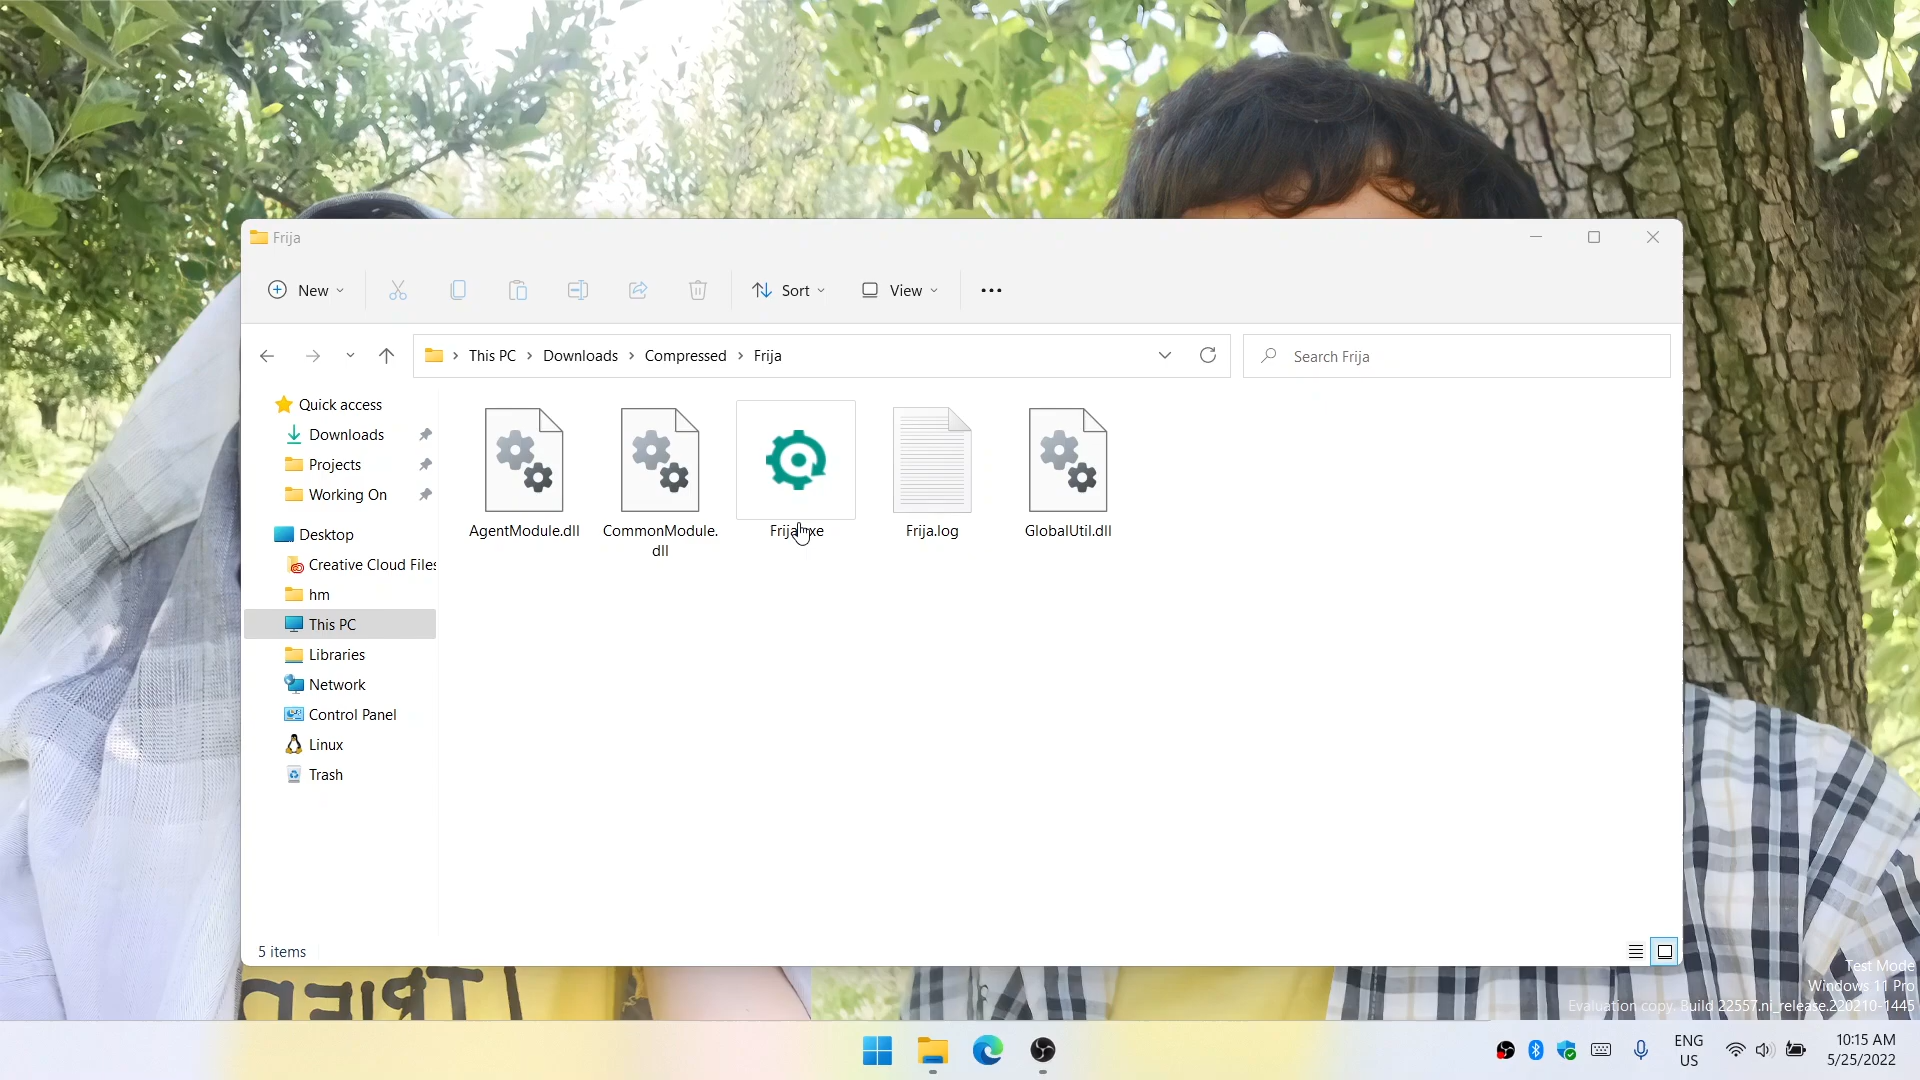 Frija
New
Sort
View
This PC > Downloads > Compressed > Frija
Search Frija
Quick access
Downloads
Projects
Working On
Desktop
Creative Cloud Files
hm
This PC
Libraries
Network
Control Panel
Linux
Trash
AgentModule.dll
CommonModule.
dll
Frija.log
GlobalUtil.dll
5 items
Test Mode
Windows 11 Pro
Evaluation copy. Build 22557.ni_release.220210-1445
ENG
US
10:15 AM
5/25/2022